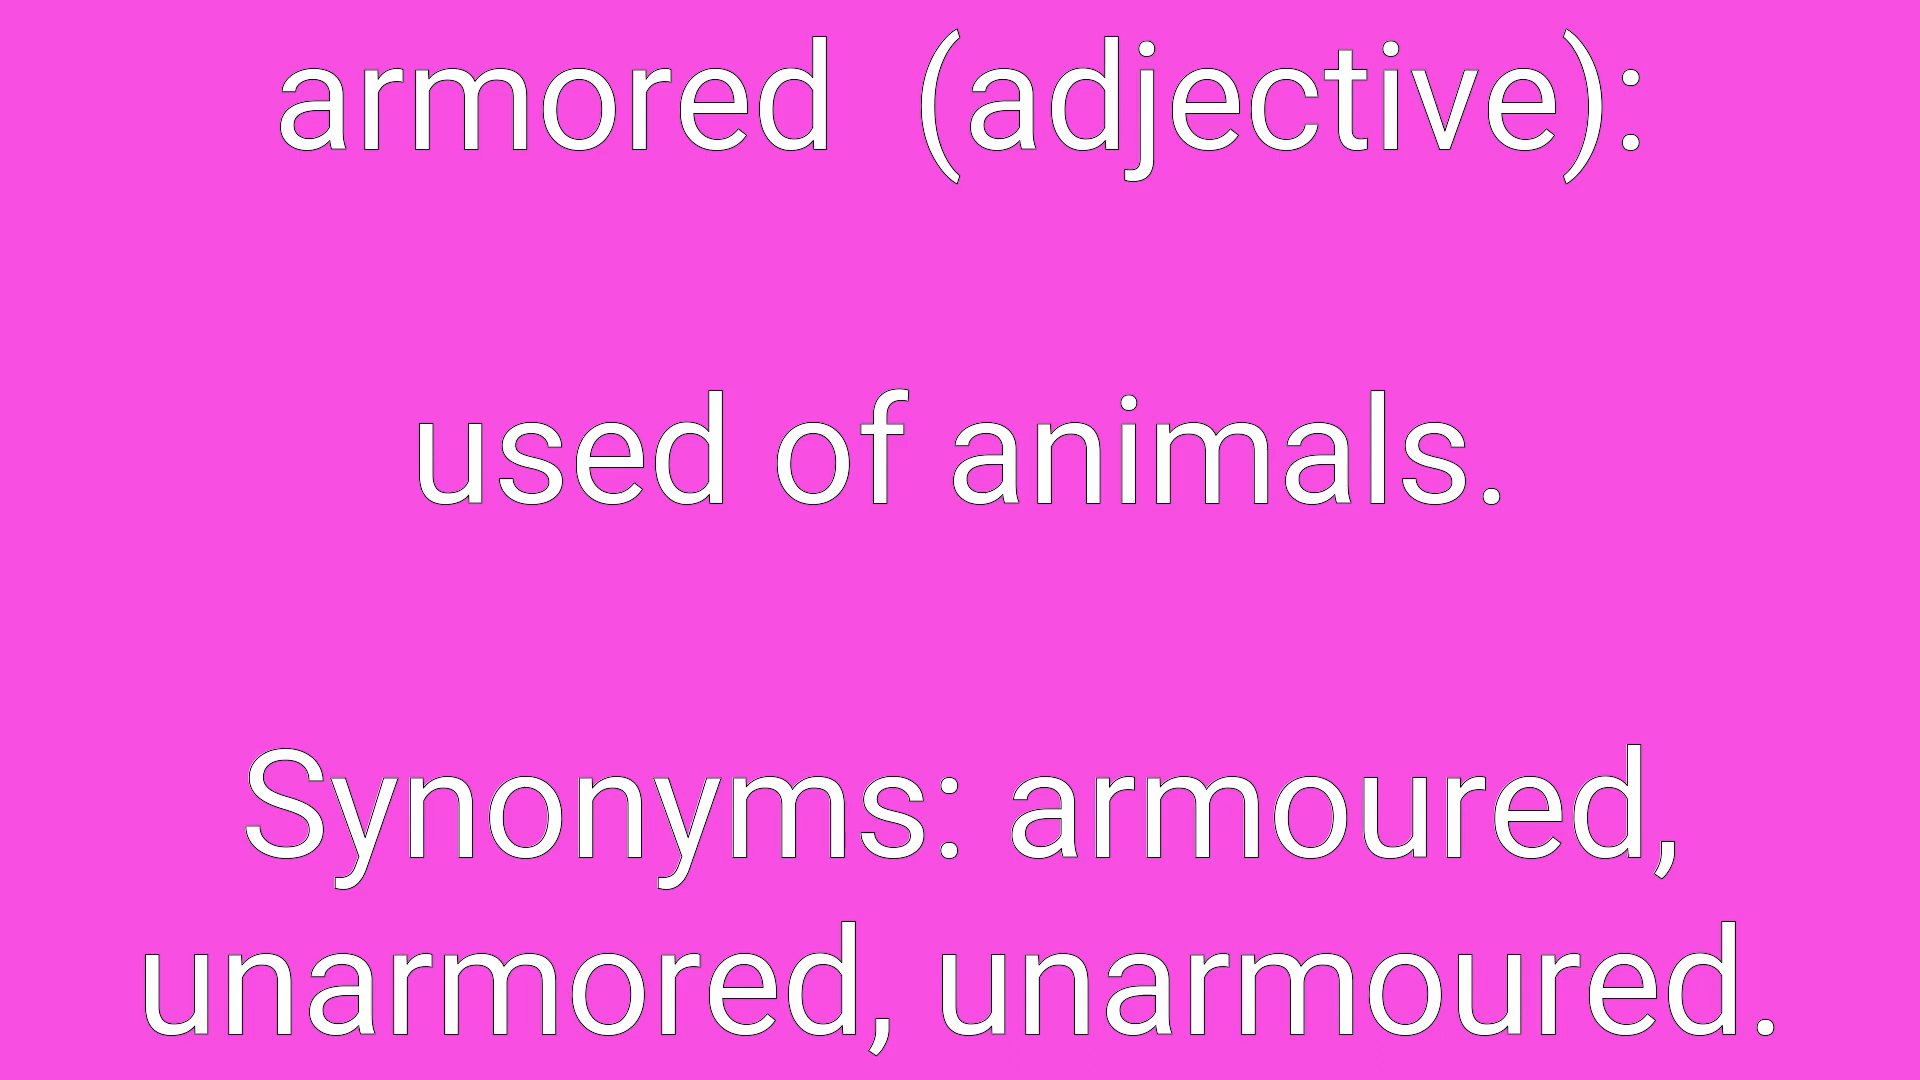 armored  (adjective):
used of animals.
Synonyms: armoured,
unarmored, unarmoured.